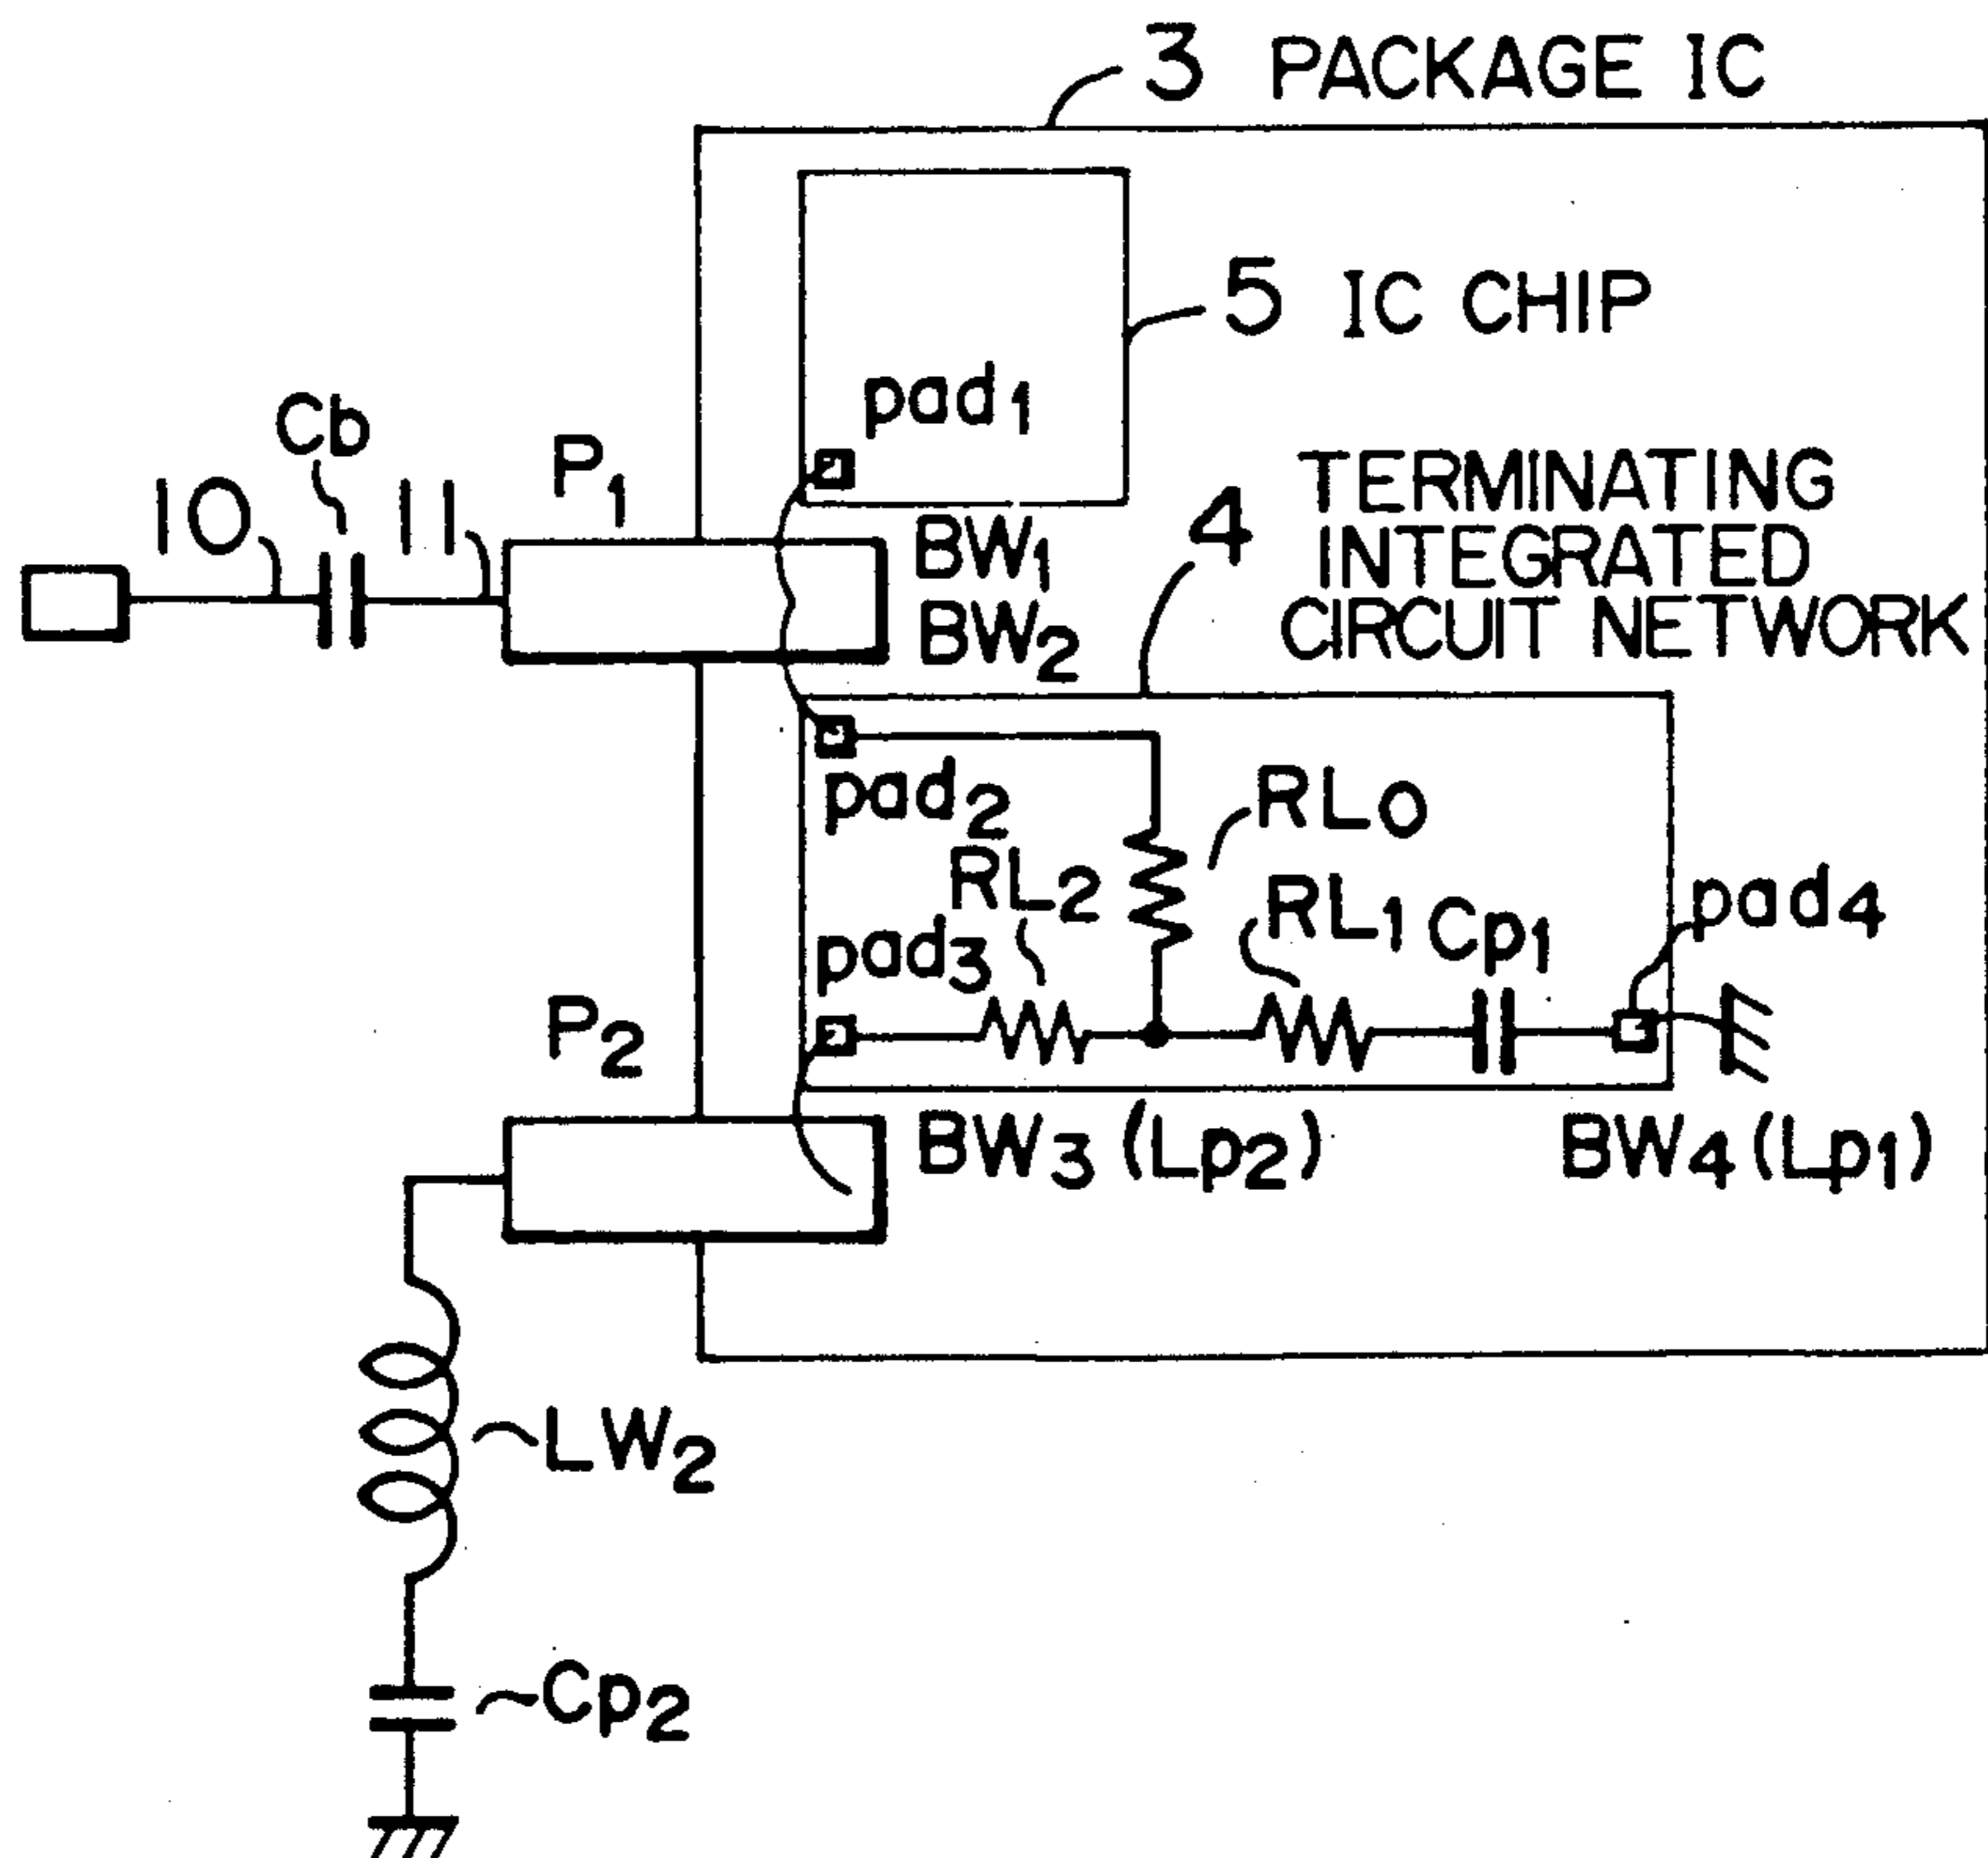 3 PACKAGE IC
5 IC CHIP
pad1
Cb
10
11
P1
BW1
BW2
4 TERMINATING
INTEGRATED
CIRCUIT NETWORK
pad2
RL0
RL2
RL1
Cp1
pad4
pad3
P2
BW3 (Lp2)
BW4 (Lp1)
LW2
Cp2